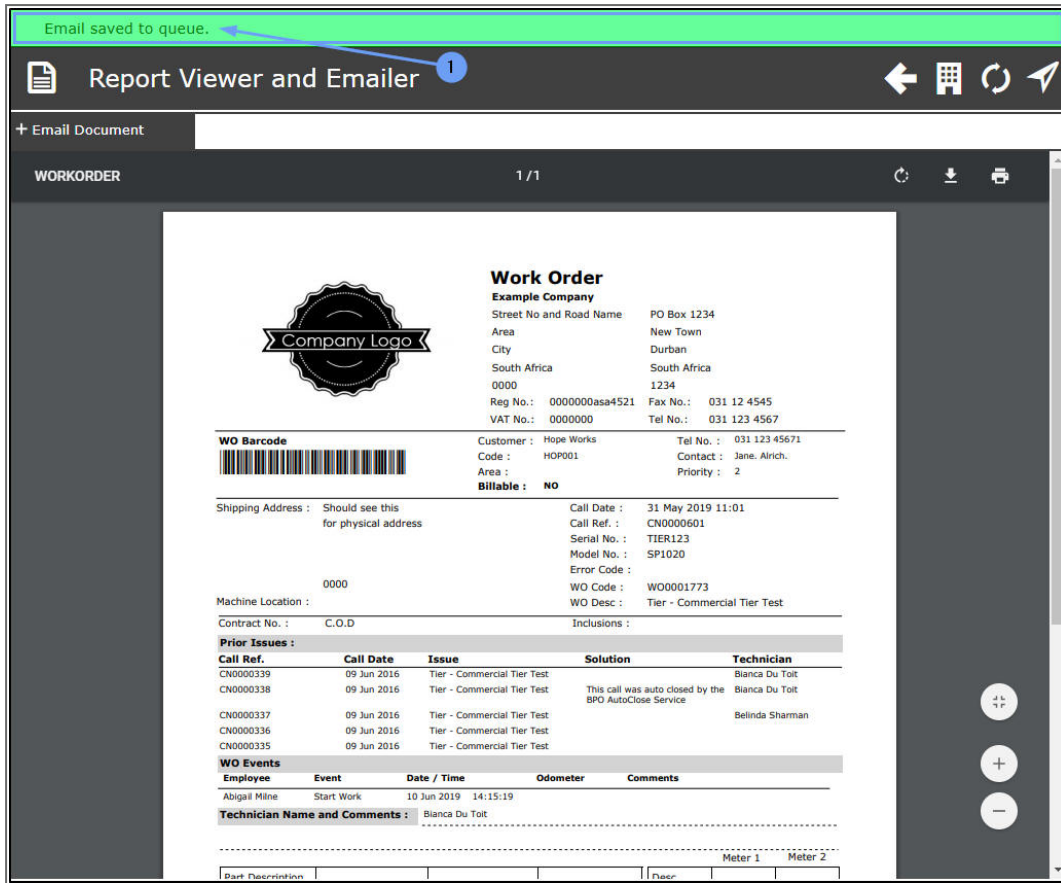 Email saved to queue.
1
Report Viewer and Emailer
+ Email Document
WORKORDER 1 / 1
Work Order
Example Company
Company Logo
Street No and Road Name PO Box 1234
Area New Town
City Durban
South Africa South Africa
0000 1234
Reg No.: 0000000asa4521 Fax No.: 031 12 4545
VAT No.: 0000000 Tel No.: 031 123 4567
WO Barcode Customer : Hope Works Tel No. : 031 123 45671
Code : HOP001 Contact : Jane. Alrich.
Area : Priority : 2
Billable : NO
Shipping Address : Should see this Call Date : 31 May 2019 11:01
for physical address Call Ref. : CN0000601
Serial No. : TIER123
Model No. : SP1020
Error Code :
0000 WO Code : WO0001773
Machine Location : WO Desc : Tier - Commercial Tier Test
Contract No. : C.O.D Inclusions :
Prior Issues :
Call Ref. Call Date Issue Solution Technician
CN0000339 09 Jun 2016 Tier - Commercial Tier Test Bianca Du Toit
CN0000338 09 Jun 2016 Tier - Commercial Tier Test This call was auto closed by the Bianca Du Toit
BPO AutoClose Service
CN0000337 09 Jun 2016 Tier - Commercial Tier Test Belinda Sharman
CN0000336 09 Jun 2016 Tier - Commercial Tier Test
CN0000335 09 Jun 2016 Tier - Commercial Tier Test
WO Events
Employee Event Date / Time Odometer Comments
Abigail Milne Start Work 10 Jun 2019 14:15:19
Technician Name and Comments : Bianca Du Toit
Meter 1 Meter 2
Part Description Desc